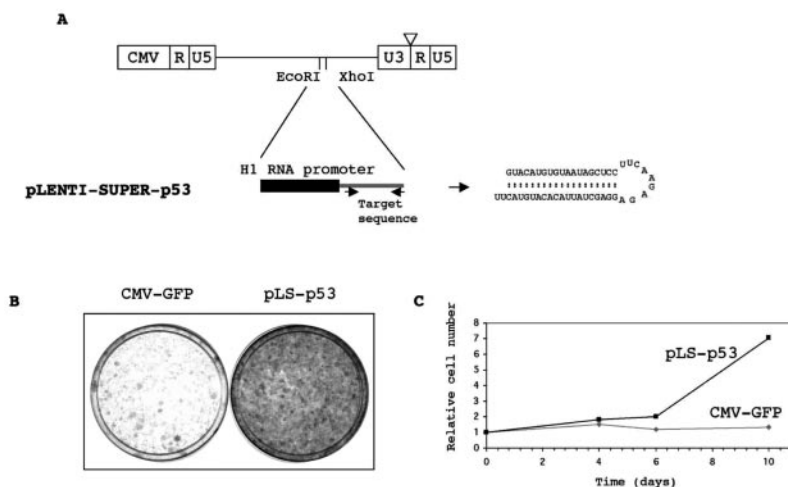 A
CMV R U5
U3 R U5
EcoRI XhoI
H1 RNA promoter
pLENTI-SUPER-p53
Target
sequence
GUACAUGUGUAAUAGCUCC UUCAAGAGA
UUCAUGUACACAUUAUCGAGG
B
CMV-GFP pLS-p53
C
Relative cell number
8
7
6
5
4
3
2
1
0
pLS-p53
CMV-GFP
0 2 4 6 8 10
Time (days)